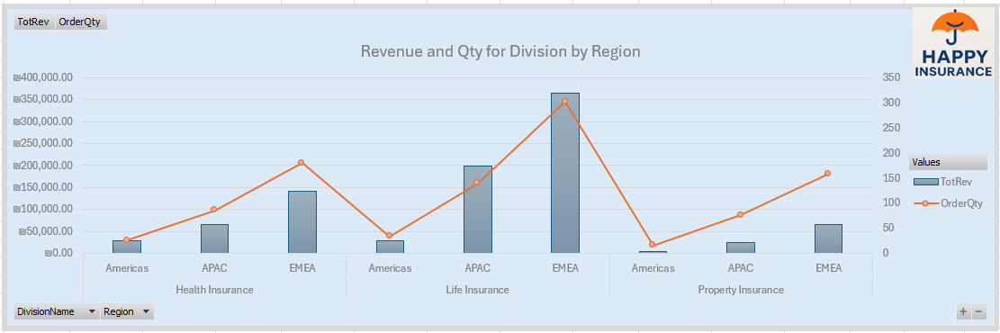 TotRev OrderQty
HAPPY
INSURANCE
Revenue and Qty for Division by Region
₪400,000.00 350
₪350,000.00 300
₪300,000.00 250
₪250,000.00 200
₪200,000.00 150
₪150,000.00 100
₪100,000.00 50
₪50,000.00 0
₪0.00
Values
TotRev
OrderQty
Americas APAC EMEA Americas APAC EMEA Americas APAC EMEA
Health Insurance Life Insurance Property Insurance
DivisionName Region + −